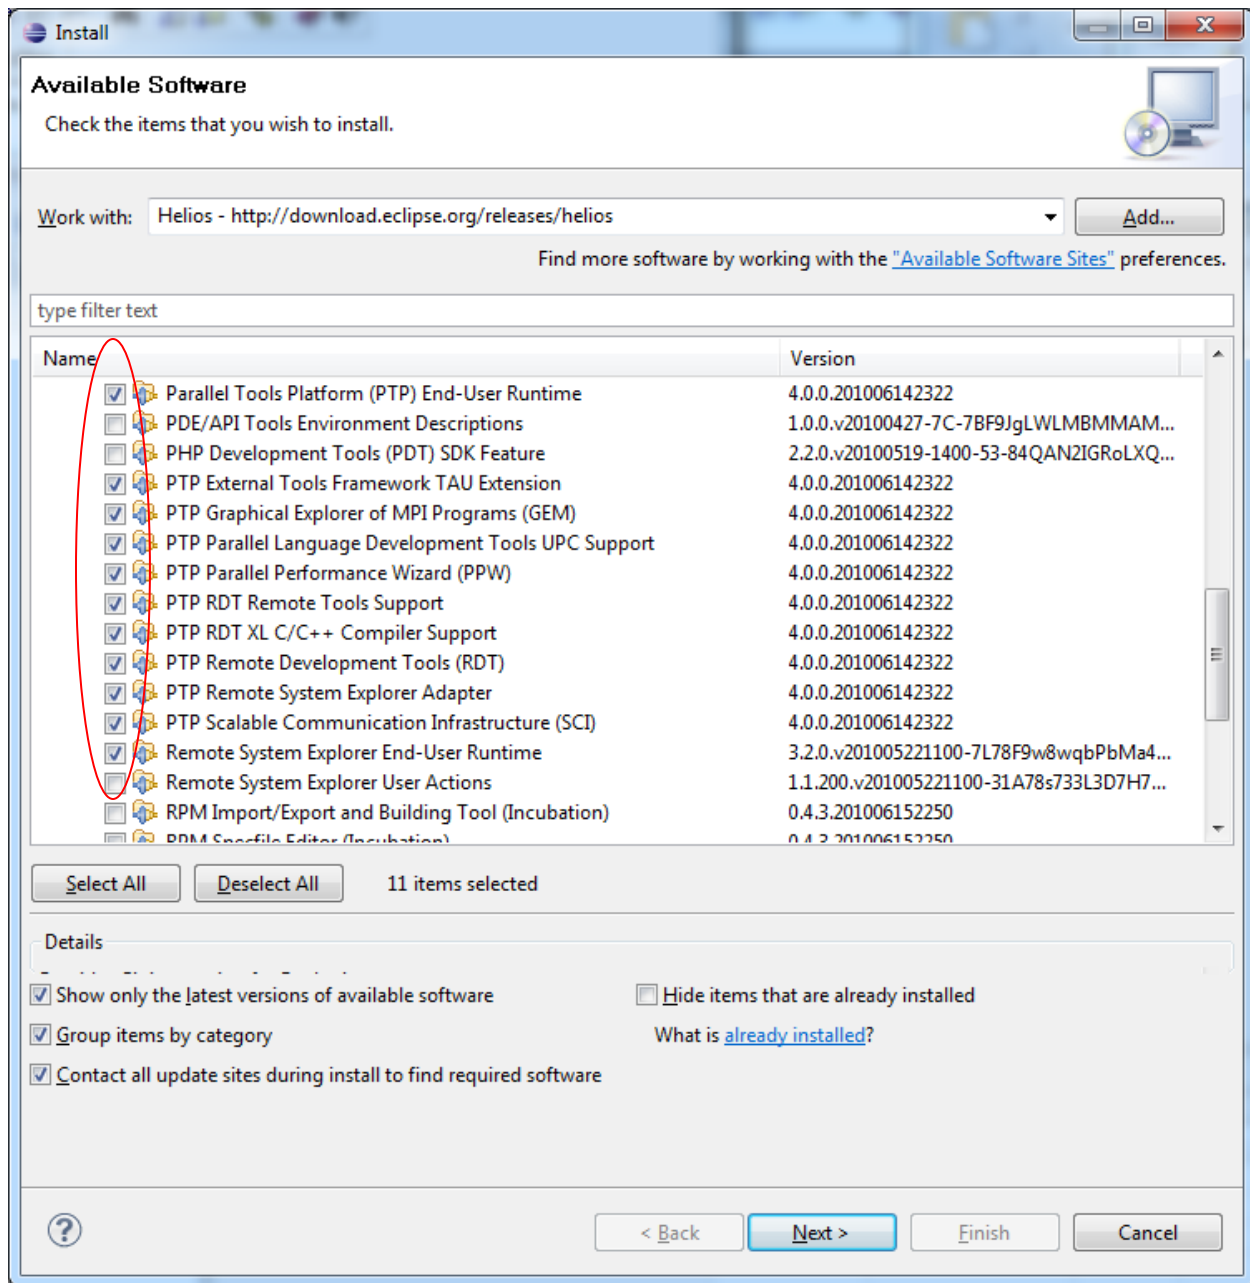 Install
Available Software
Check the items that you wish to install.
Work with: Helios - http://download.eclipse.org/releases/helios Add...
Find more software by working with the "Available Software Sites" preferences.
type filter text
Name Version
Parallel Tools Platform (PTP) End-User Runtime 4.0.0.201006142322
PDE/API Tools Environment Descriptions 1.0.0.v20100427-7C-7BF9JgLWLMBMMAM...
PHP Development Tools (PDT) SDK Feature 2.2.0.v20100519-1400-53-84QAN2IGRoLXQ...
PTP External Tools Framework TAU Extension 4.0.0.201006142322
PTP Graphical Explorer of MPI Programs (GEM) 4.0.0.201006142322
PTP Parallel Language Development Tools UPC Support 4.0.0.201006142322
PTP Parallel Performance Wizard (PPW) 4.0.0.201006142322
PTP RDT Remote Tools Support 4.0.0.201006142322
PTP RDT XL C/C++ Compiler Support 4.0.0.201006142322
PTP Remote Development Tools (RDT) 4.0.0.201006142322
PTP Remote System Explorer Adapter 4.0.0.201006142322
PTP Scalable Communication Infrastructure (SCI) 4.0.0.201006142322
Remote System Explorer End-User Runtime 3.2.0.v201005221100-7L78F9w8wqbPbMa4...
Remote System Explorer User Actions 1.1.200.v201005221100-31A78s733L3D7H7...
RPM Import/Export and Building Tool (Incubation) 0.4.3.201006152250
RPM Specfile Editor (Incubation) 0.4.3.201006152250
Select All Deselect All 11 items selected
Details
Show only the latest versions of available software Hide items that are already installed
Group items by category What is already installed?
Contact all update sites during install to find required software
? < Back Next > Finish Cancel